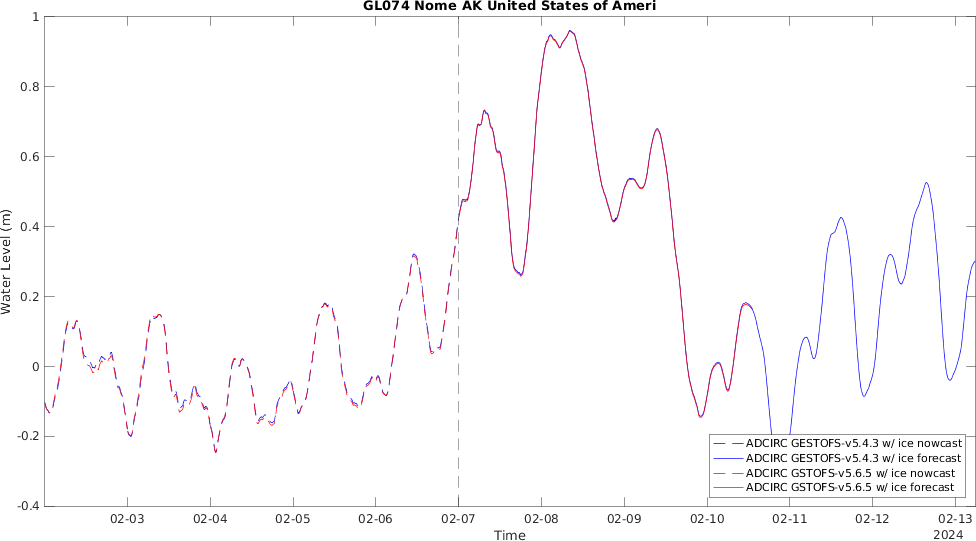 GL074 Nome AK United States of Ameri
1
0.8
0.6
0.4
0.2
0
-0.2
-0.4
Water Level (m)
02-03 02-04 02-05 02-06 02-07 02-08 02-09 02-10 02-11 02-12 02-13
Time
2024
ADCIRC GESTOFS-v5.4.3 w/ ice nowcast
ADCIRC GESTOFS-v5.4.3 w/ ice forecast
ADCIRC GSTOFS-v5.6.5 w/ ice nowcast
ADCIRC GSTOFS-v5.6.5 w/ ice forecast